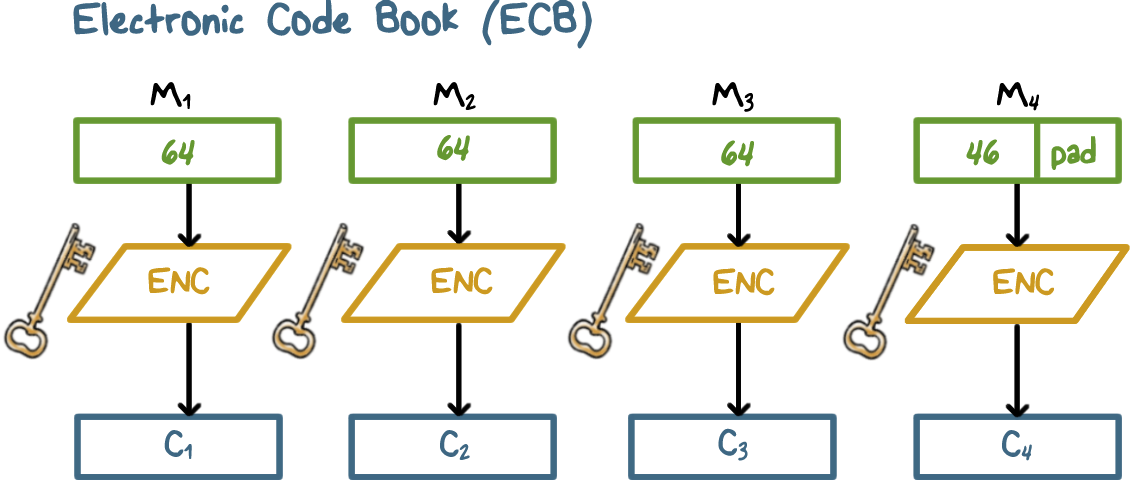 Electronic Code Book (ECB)
M₁ M₂ M₃ M₄
64 64 64 46 pad
ENC ENC ENC ENC
C₁ C₂ C₃ C₄